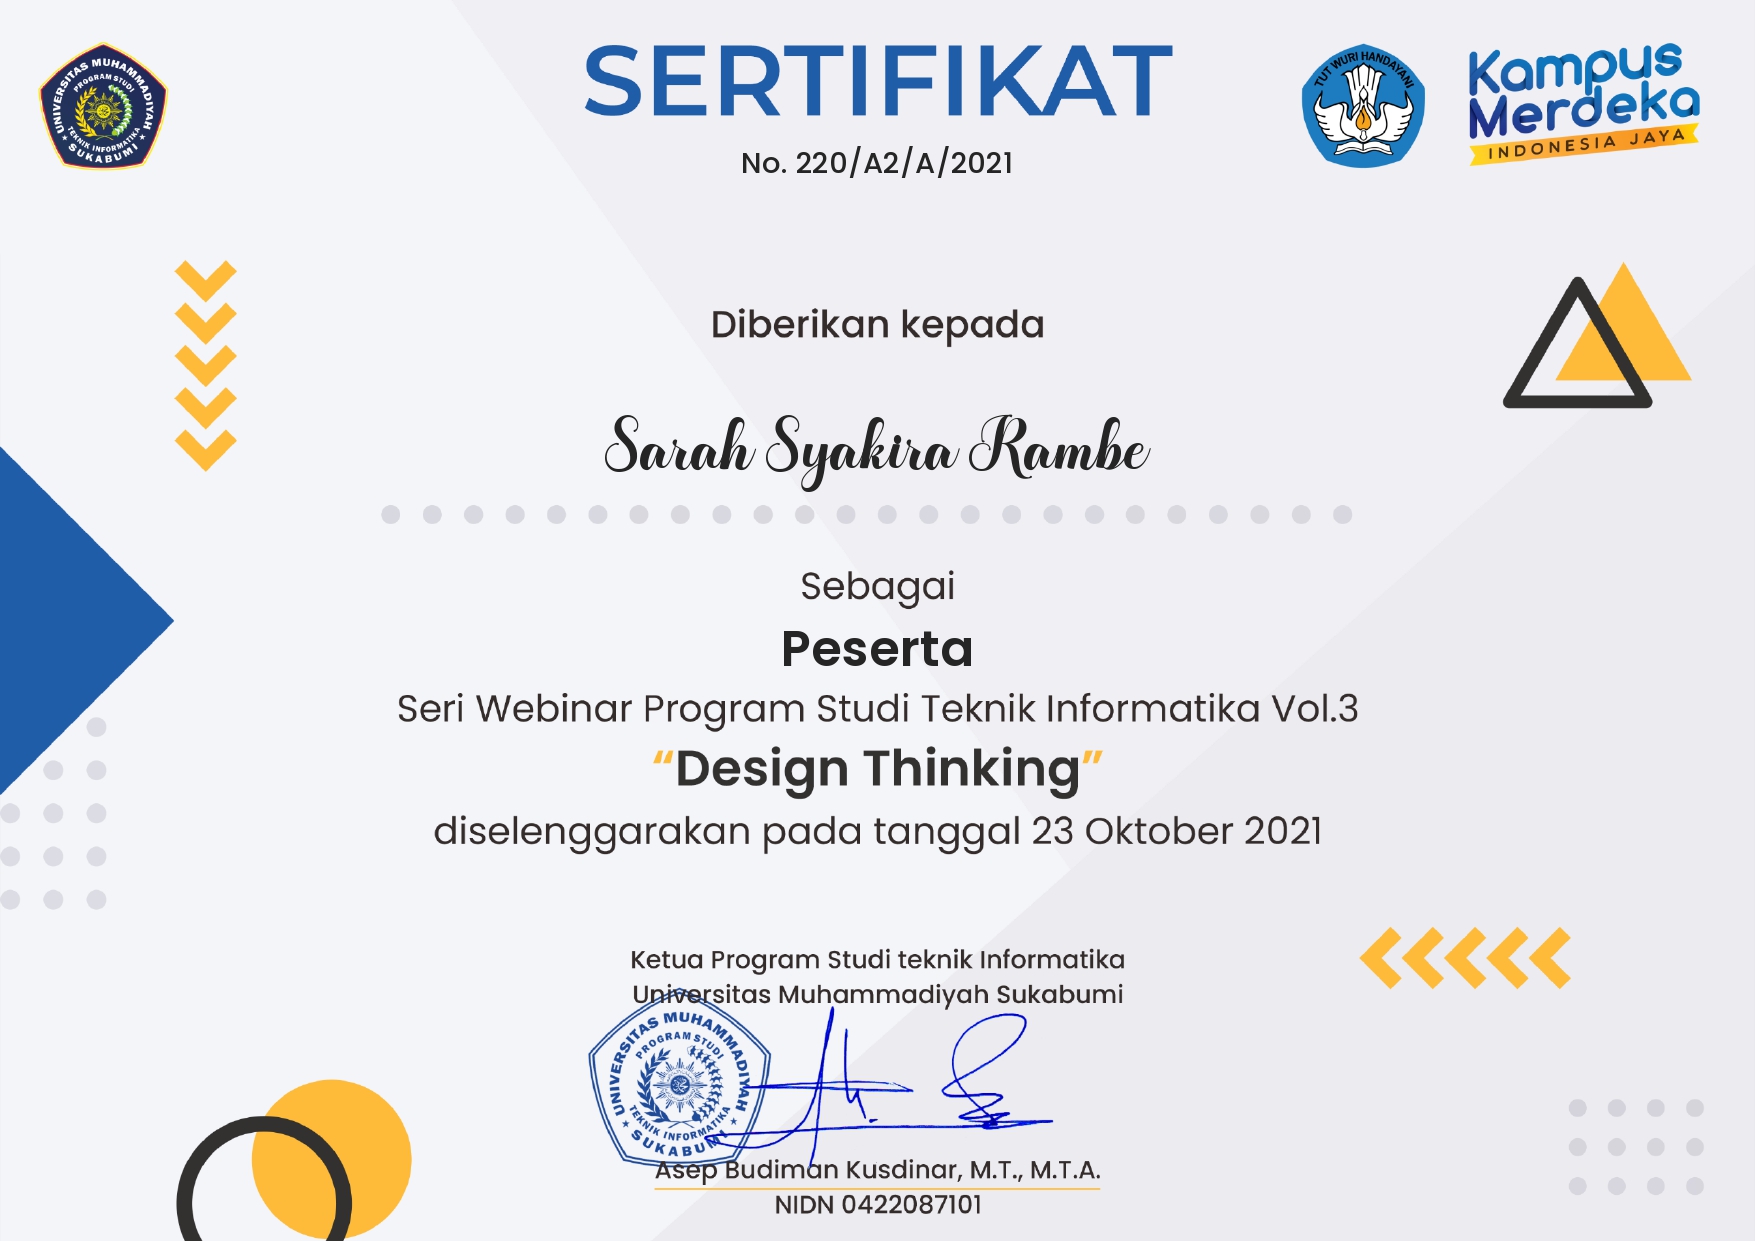 UNIVERSITAS MUHAMMADIYAH
PROGRAM STUDI
TEKNIK INFORMATIKA
SUKABUMI
SERTIFIKAT
No. 220/A2/A/2021
TUT WURI HANDAYANI
Kampus
Merdeka
INDONESIA JAYA
Diberikan kepada
Sarah Syakira Rambe
Sebagai
Peserta
Seri Webinar Program Studi Teknik Informatika Vol.3
“Design Thinking”
diselenggarakan pada tanggal 23 Oktober 2021
Ketua Program Studi teknik Informatika
Universitas Muhammadiyah Sukabumi
UNIVERSITAS MUHAMMADIYAH
PROGRAM STUDI
TEKNIK INFORMATIKA
SUKABUMI
Asep Budiman Kusdinar, M.T., M.T.A.
NIDN 0422087101